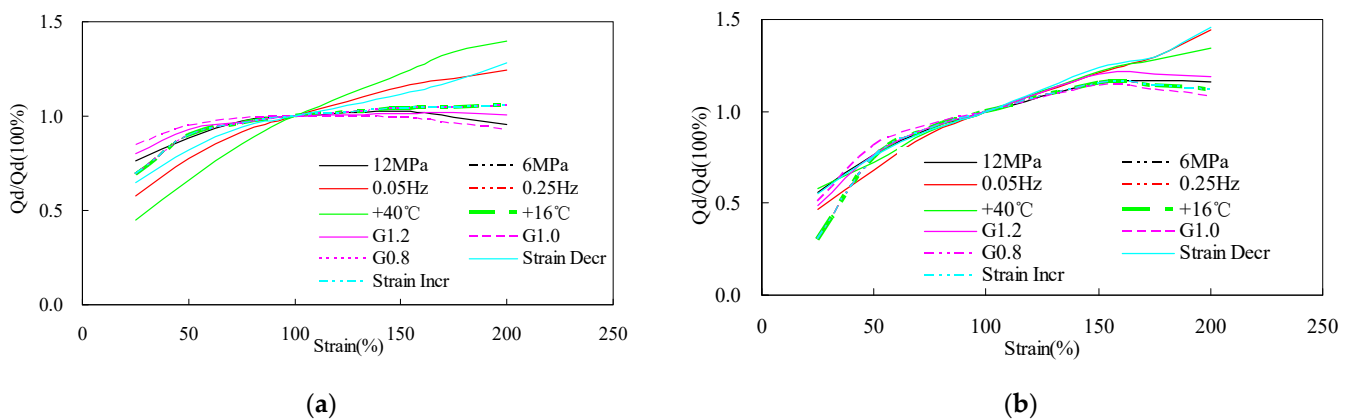 1.5
1.0
0.5
0.0
Qd/Qd(100%)
0 50 100 150 200 250
Strain(%)
12MPa 6MPa
0.05Hz 0.25Hz
+40℃ +16℃
G1.2 G1.0
G0.8 Strain Decr
Strain Incr
(a)
1.5
1.0
0.5
0.0
Qd/Qd(100%)
0 50 100 150 200 250
Strain(%)
12MPa 6MPa
0.05Hz 0.25Hz
+40℃ +16℃
G1.2 G1.0
G0.8 Strain Decr
Strain Incr
(b)